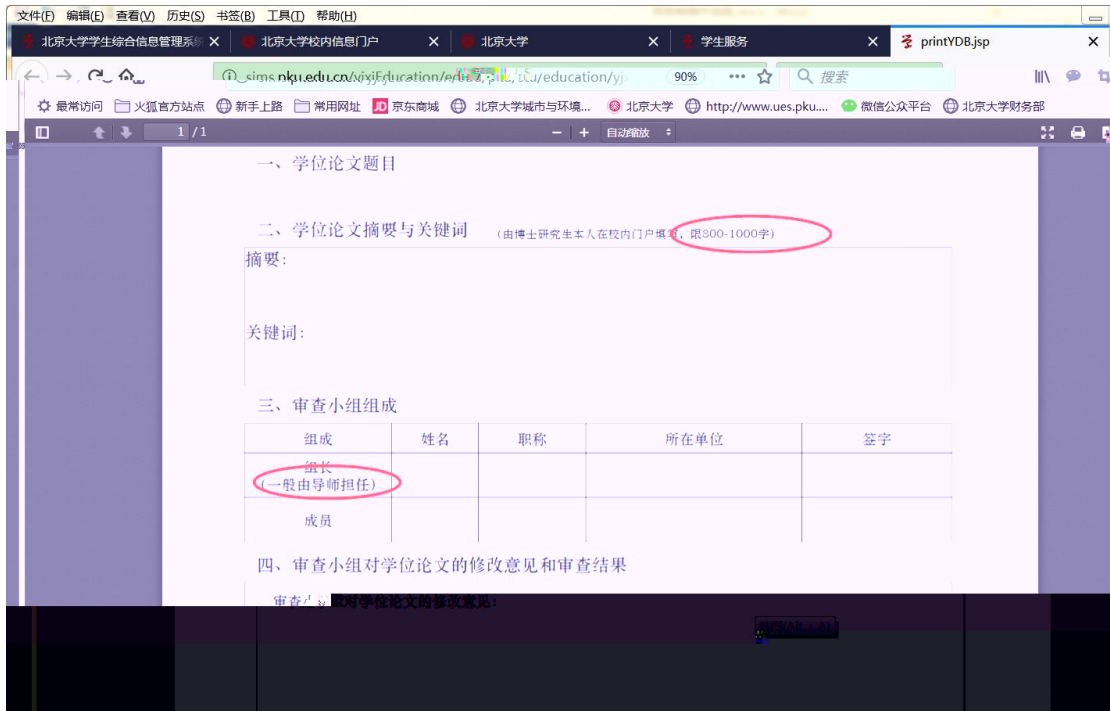 文件(F) 编辑(E) 查看(V) 历史(S) 书签(B) 工具(T) 帮助(H)
北京大学学生综合信息管理系统 北京大学校内信息门户 北京大学 学生服务 printYDB.jsp
sims.pku.edu.cn/ /education/yj 90% 搜索
最常访问 火狐官方站点 新手上路 常用网址 JD 京东商城 北京大学城市与环境... 北京大学 http://www.ues.pku.... 微信公众平台 北京大学财务部
1 / 1 自动缩放
一、学位论文题目
二、学位论文摘要与关键词 (由博士研究生本人在校内门户填写，限800-1000字)
摘要:
关键词:
三、审查小组组成
组成 姓名 职称 所在单位 签字
组长
(一般由导师担任)
成员
四、审查小组对学位论文的修改意见和审查结果
审查小组对学位论文的修改意见: